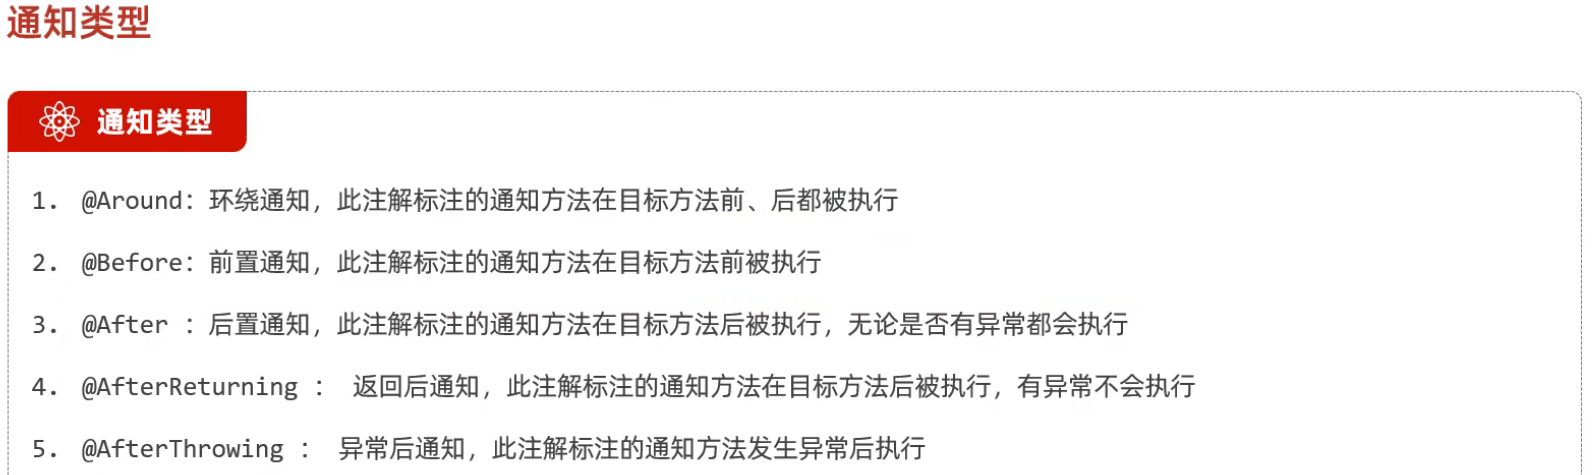 通知类型
通知类型
1. @Around：环绕通知，此注解标注的通知方法在目标方法前、后都被执行
2. @Before：前置通知，此注解标注的通知方法在目标方法前被执行
3. @After ：后置通知，此注解标注的通知方法在目标方法后被执行，无论是否有异常都会执行
4. @AfterReturning ： 返回后通知，此注解标注的通知方法在目标方法后被执行，有异常不会执行
5. @AfterThrowing ： 异常后通知，此注解标注的通知方法发生异常后执行